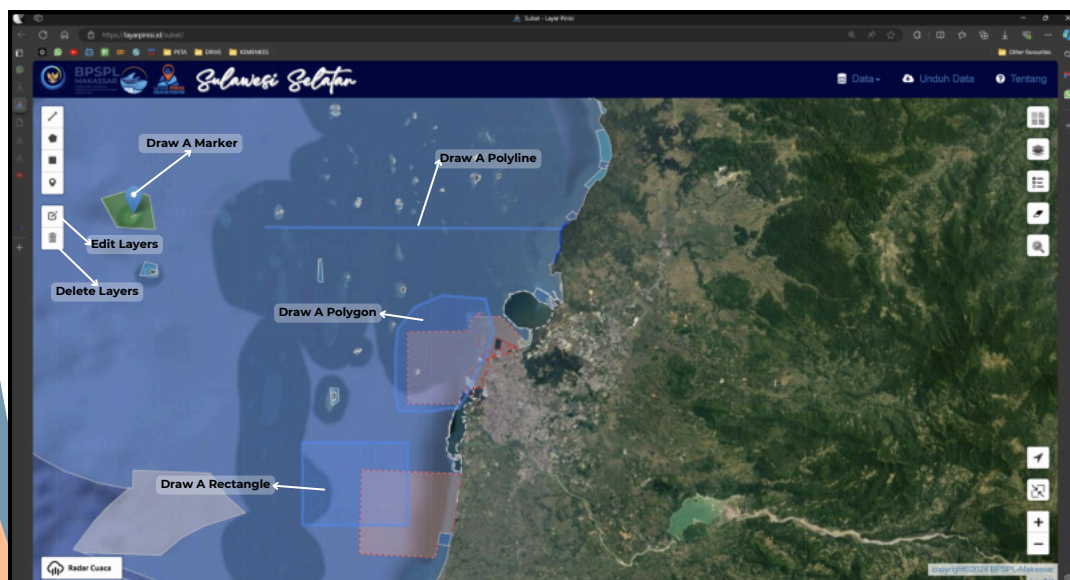 Sulsel - Layar Pinisi
https://layarpinisi.id/sulsel/
PETA
DRIVE
KEMENKES
Other favourites
BPSPL
MAKASSAR
Sulawesi Selatan
Data
Unduh Data
Tentang
Draw A Marker
Draw A Polyline
Edit Layers
Delete Layers
Draw A Polygon
Draw A Rectangle
Radar Cuaca
copyright©2024 BPSPL-Makassar